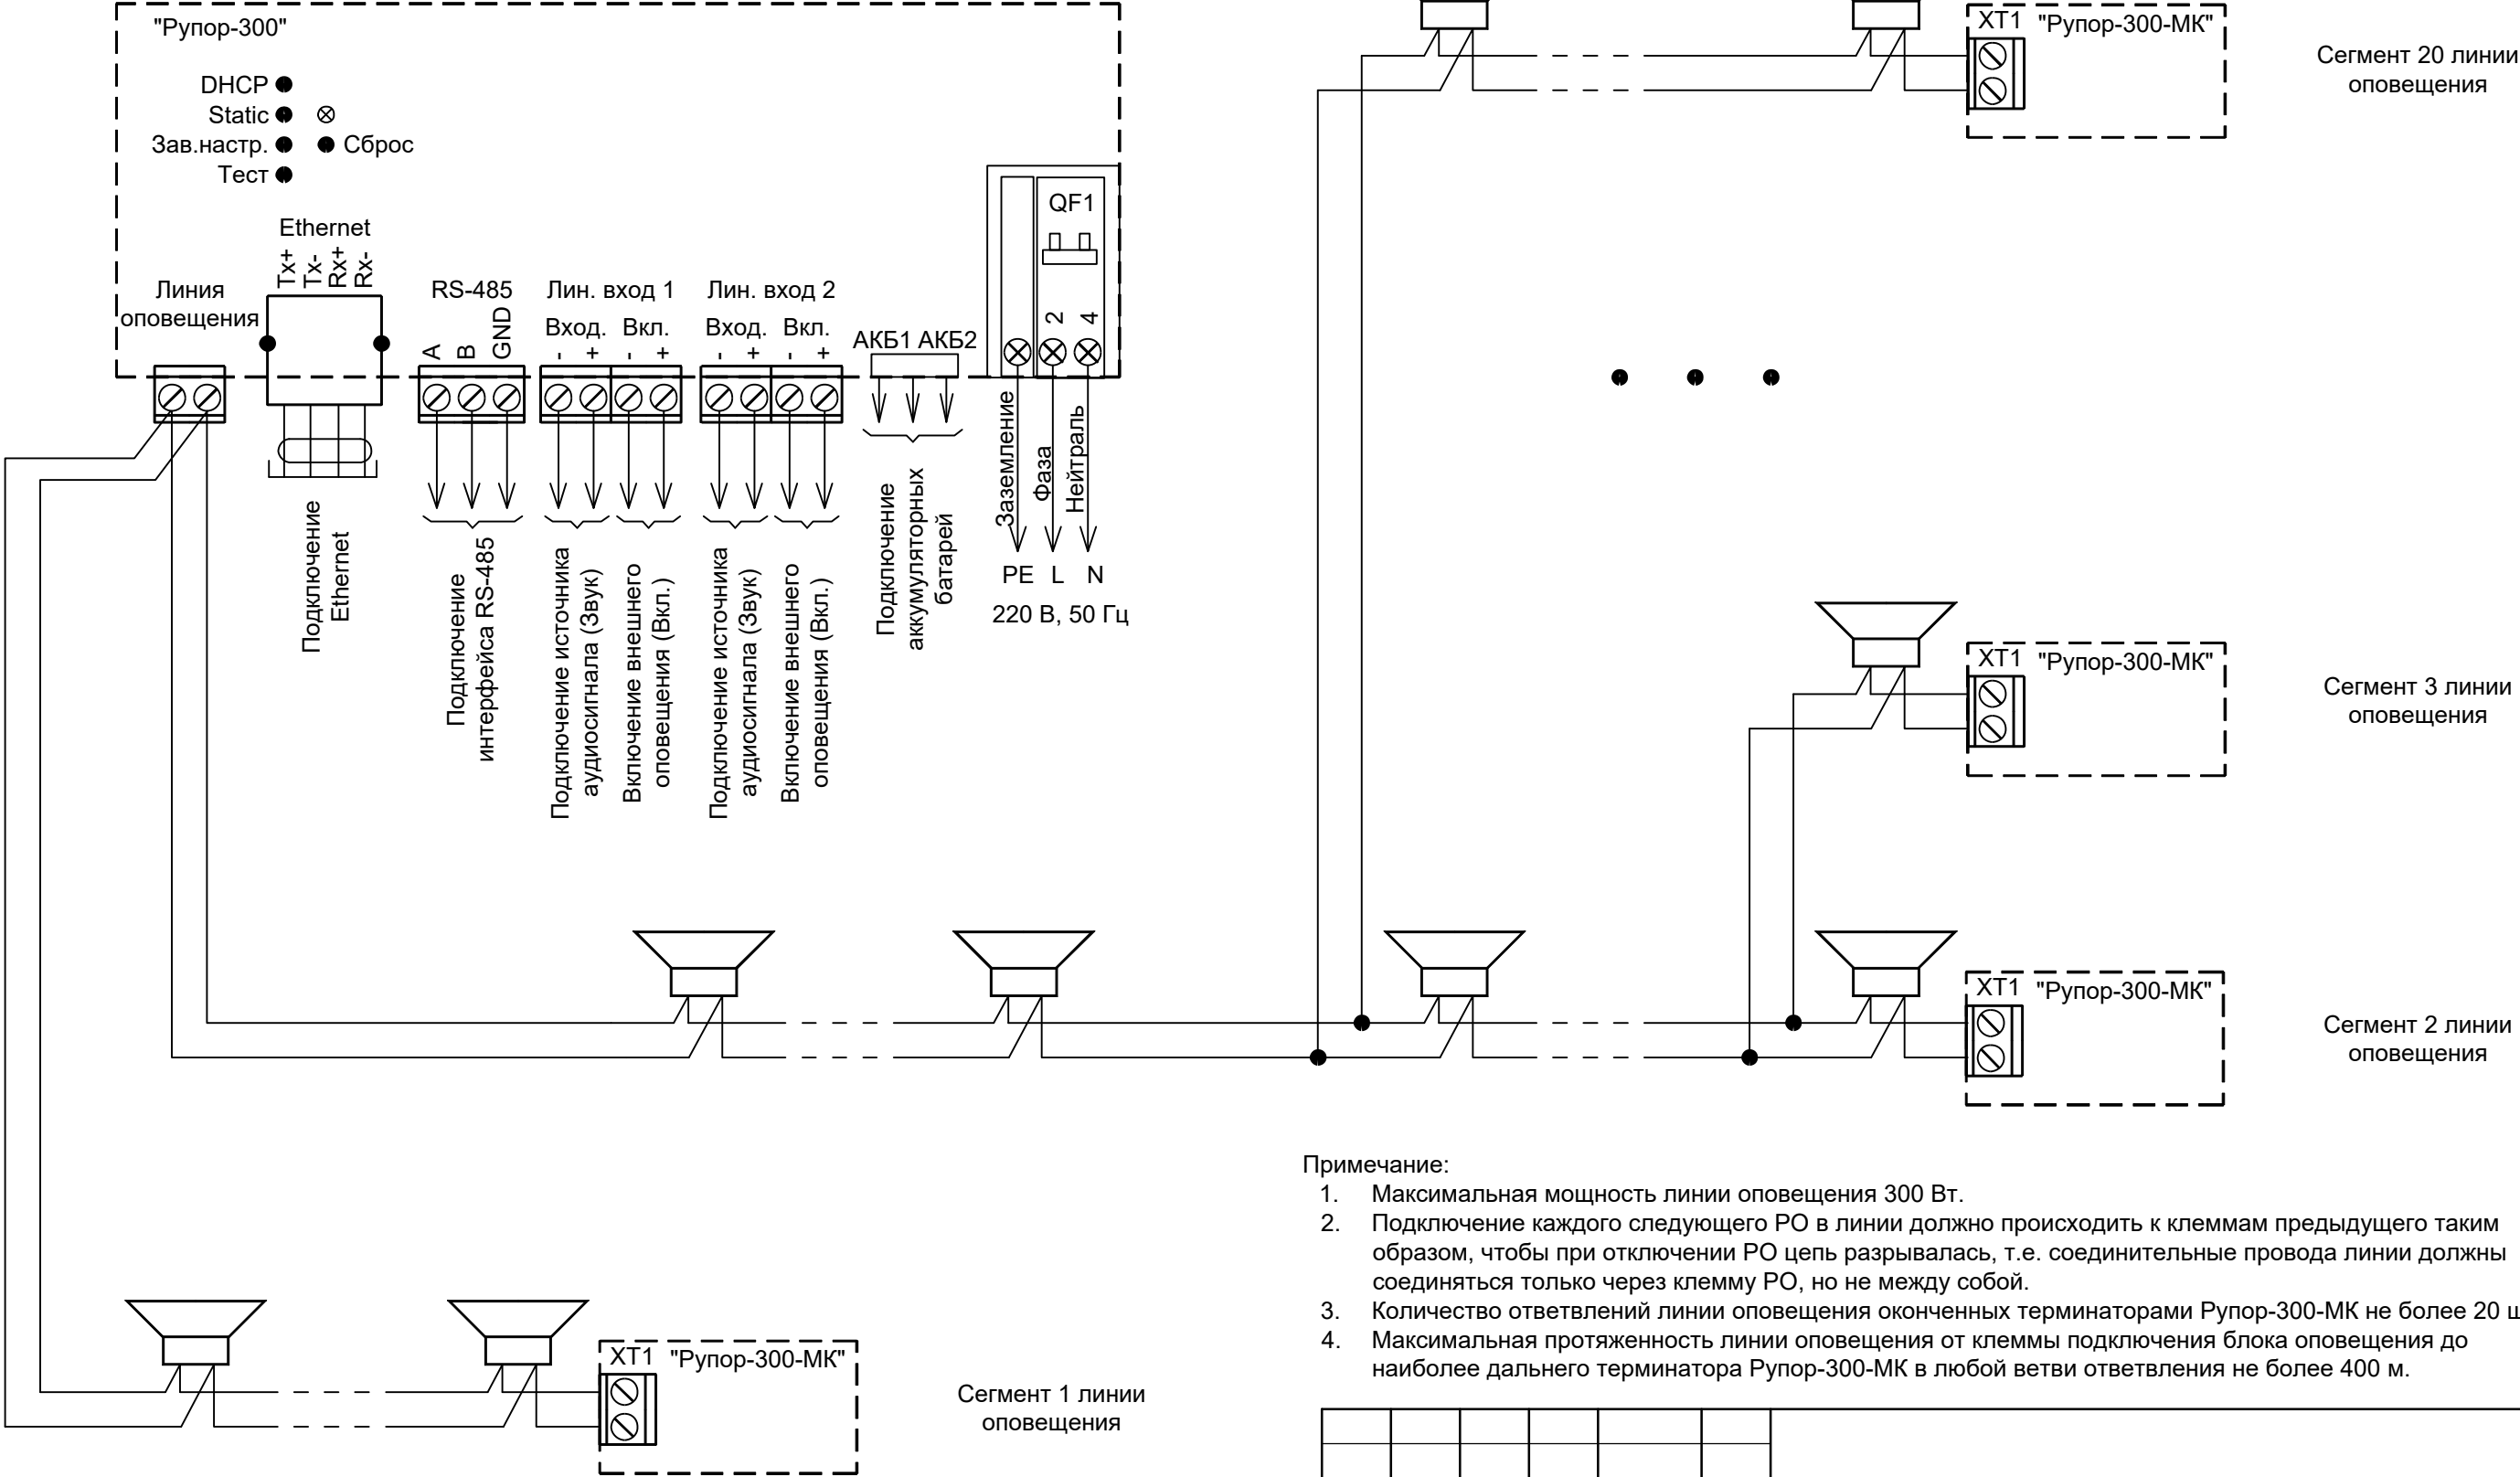 "Рупор-300"
DHCP
Static
Зав.настр.
Сброс
Тест
Ethernet
Tx+
Tx-
Rx+
Rx-
Линия
оповещения
RS-485
A
B
GND
Лин. вход 1
Вход.
Вкл.
-
+
-
+
Лин. вход 2
Вход.
Вкл.
-
+
-
+
АКБ1 АКБ2
QF1
2
4
Заземление
Фаза
Нейтраль
PE L N
220 В, 50 Гц
Подключение
Ethernet
Подключение
интерфейса RS-485
Подключение источника
аудиосигнала (Звук)
Включение внешнего
оповещения (Вкл.)
Подключение источника
аудиосигнала (Звук)
Включение внешнего
оповещения (Вкл.)
Подключение
аккумуляторных
батарей
XT1 "Рупор-300-МК"
Сегмент 20 линии
оповещения
XT1 "Рупор-300-МК"
Сегмент 3 линии
оповещения
XT1 "Рупор-300-МК"
Сегмент 2 линии
оповещения
XT1 "Рупор-300-МК"
Сегмент 1 линии
оповещения
Примечание:
1. Максимальная мощность линии оповещения 300 Вт.
2. Подключение каждого следующего РО в линии должно происходить к клеммам предыдущего таким
образом, чтобы при отключении РО цепь разрывалась, т.е. соединительные провода линии должны
соединяться только через клемму РО, но не между собой.
3. Количество ответвлений линии оповещения оконченных терминаторами Рупор-300-МК не более 20
4. Максимальная протяженность линии оповещения от клеммы подключения блока оповещения до
наиболее дальнего терминатора Рупор-300-МК в любой ветви ответвления не более 400 м.